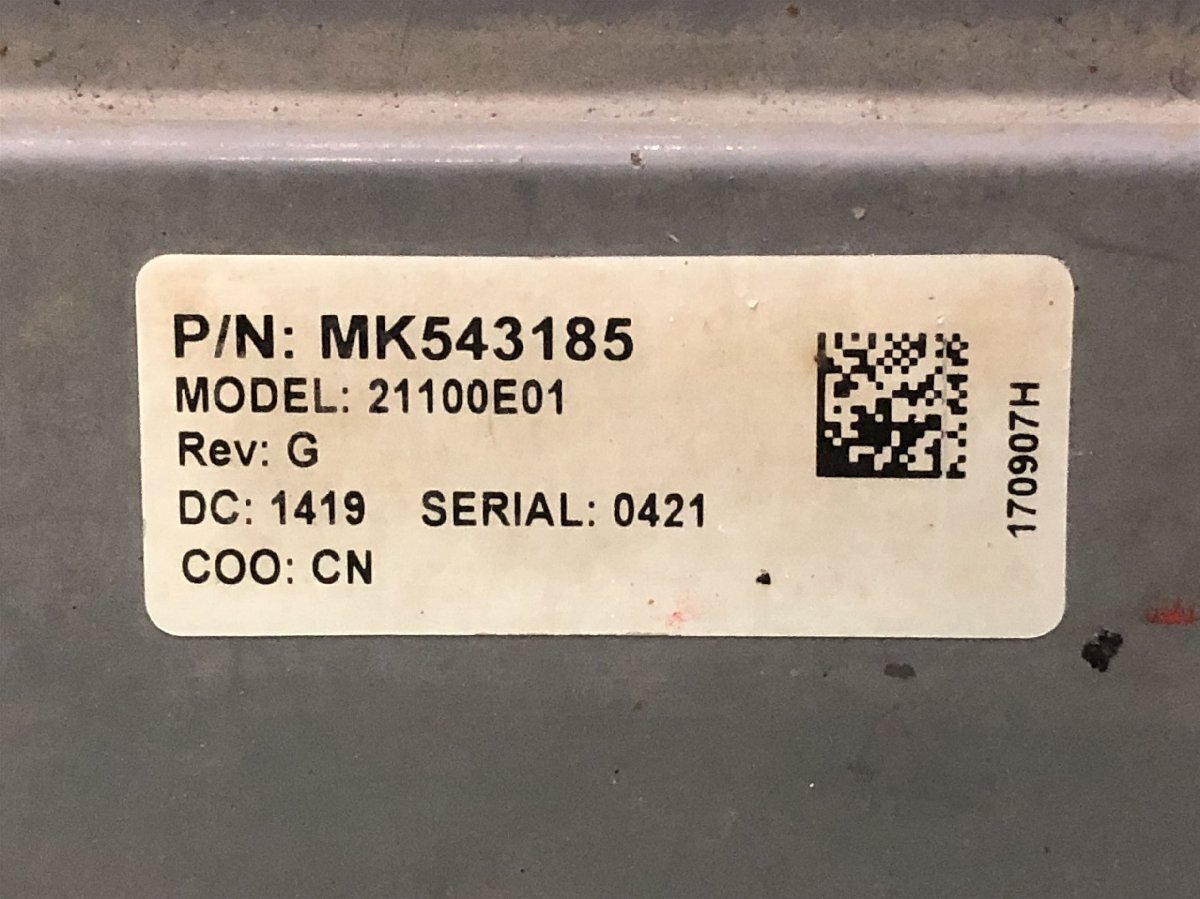 P/N: MK543185
MODEL: 21100E01
Rev: G
DC: 1419 SERIAL: 0421
COO: CN
170907H